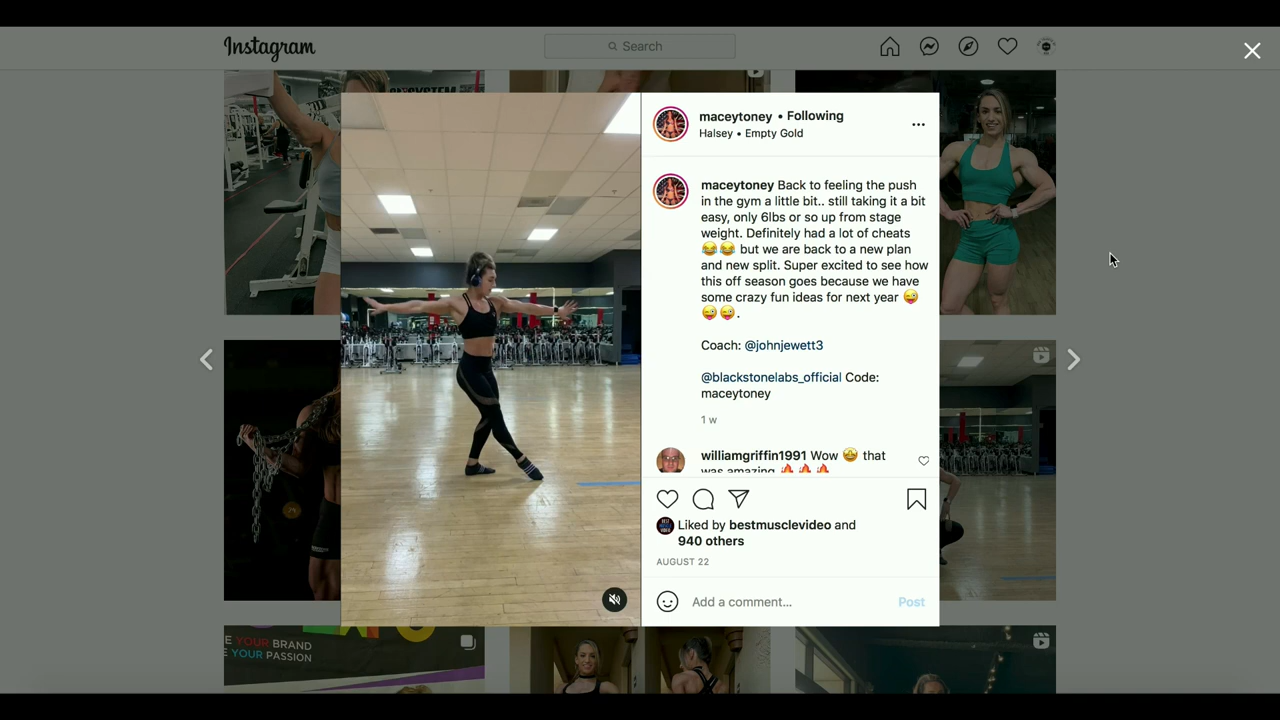 Instagram
Search
maceytoney • Following
Halsey • Empty Gold
maceytoney Back to feeling the push
in the gym a little bit.. still taking it a bit
easy, only 6lbs or so up from stage
weight. Definitely had a lot of cheats
😂😂 but we are back to a new plan
and new split. Super excited to see how
this off season goes because we have
some crazy fun ideas for next year 😜
😜😜.
Coach: @johnjewett3
@blackstonelabs_official Code:
maceytoney
1 w
williamgriffin1991 Wow 🤩 that
was amazing 🔥🔥🔥
Liked by bestmusclevideo and
940 others
AUGUST 22
Add a comment...
Post
E YOUR BRAND
E YOUR PASSION